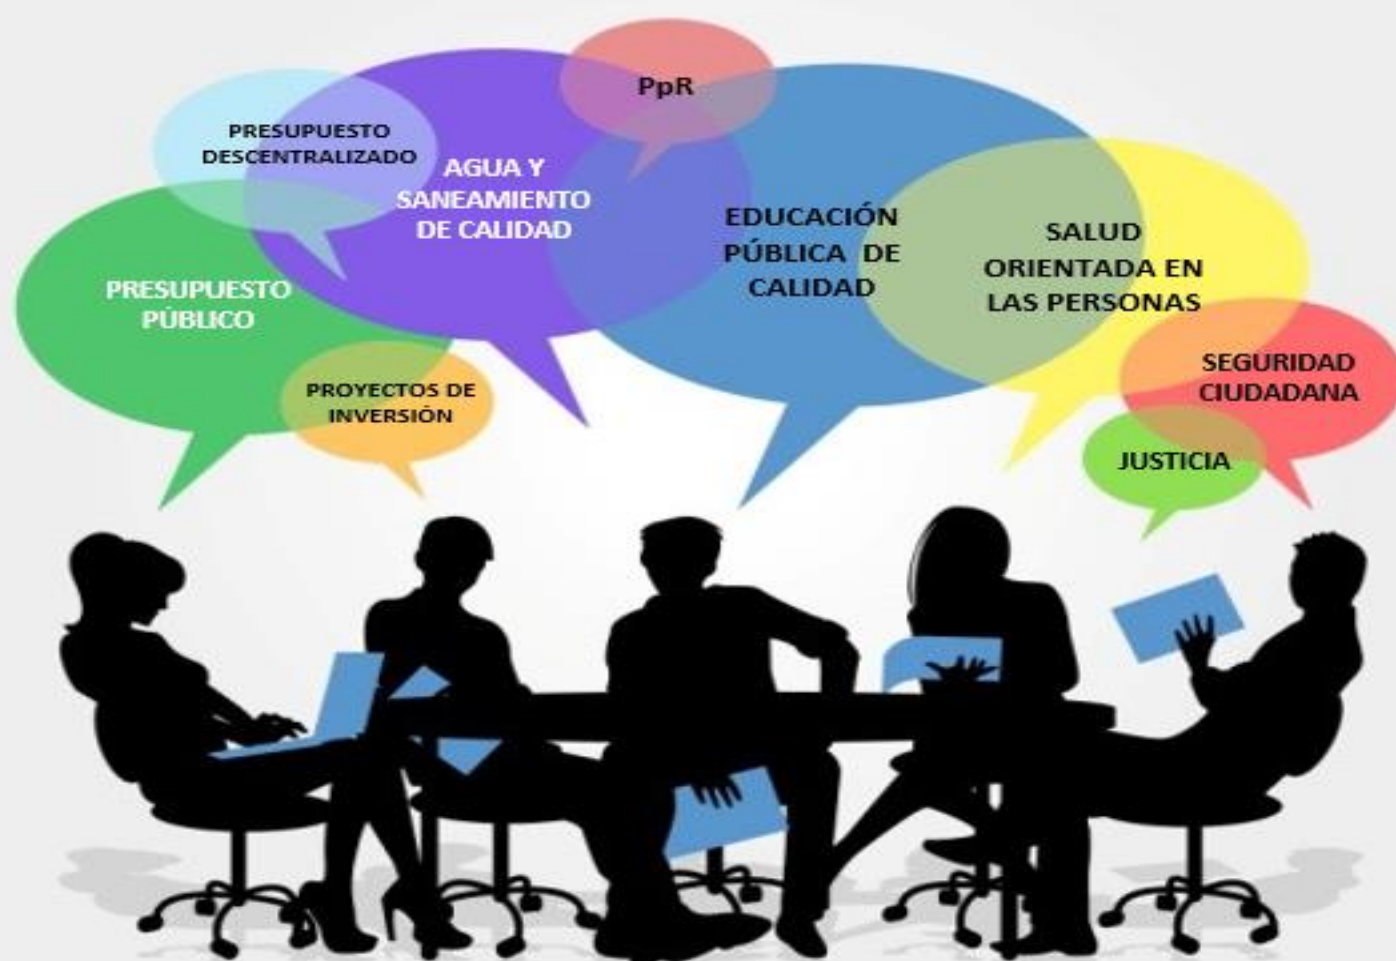 PpR
PRESUPUESTO
DESCENTRALIZADO
AGUA Y
SANEAMIENTO
DE CALIDAD
EDUCACIÓN
PÚBLICA DE
CALIDAD
SALUD
ORIENTADA EN
LAS PERSONAS
PRESUPUESTO
PÚBLICO
PROYECTOS DE
INVERSIÓN
SEGURIDAD
CIUDADANA
JUSTICIA